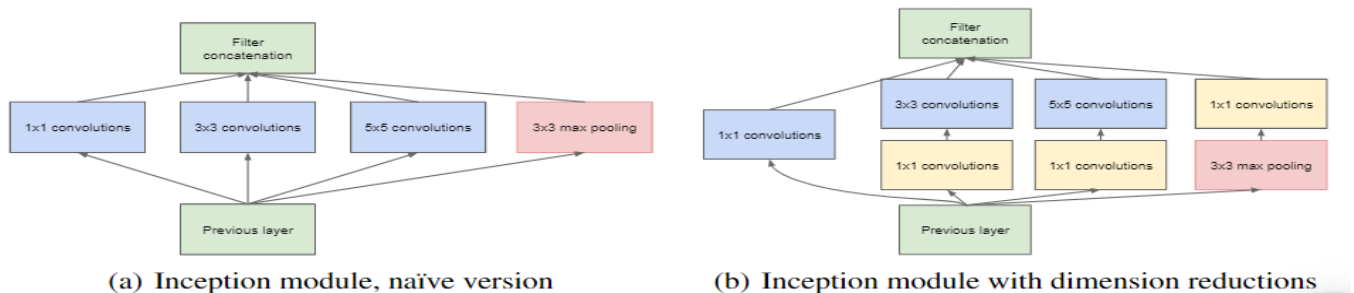 Filter
concatenation
1x1 convolutions
3x3 convolutions
5x5 convolutions
3x3 max pooling
Previous layer
(a) Inception module, naïve version
Filter
concatenation
3x3 convolutions
5x5 convolutions
1x1 convolutions
1x1 convolutions
1x1 convolutions
1x1 convolutions
3x3 max pooling
Previous layer
(b) Inception module with dimension reductions